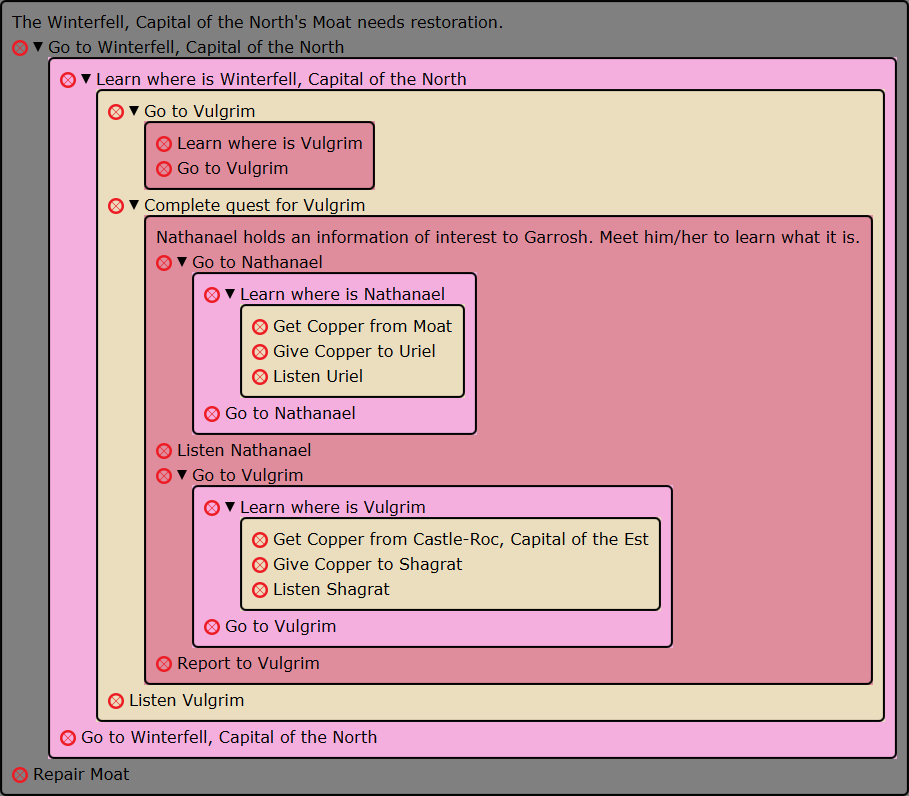 The Winterfell, Capital of the North's Moat needs restoration.
Go to Winterfell, Capital of the North
Learn where is Winterfell, Capital of the North
Go to Vulgrim
Learn where is Vulgrim
Go to Vulgrim
Complete quest for Vulgrim
Nathanael holds an information of interest to Garrosh. Meet him/her to learn what it is.
Go to Nathanael
Learn where is Nathanael
Get Copper from Moat
Give Copper to Uriel
Listen Uriel
Go to Nathanael
Listen Nathanael
Go to Vulgrim
Learn where is Vulgrim
Get Copper from Castle-Roc, Capital of the Est
Give Copper to Shagrat
Listen Shagrat
Go to Vulgrim
Report to Vulgrim
Listen Vulgrim
Go to Winterfell, Capital of the North
Repair Moat